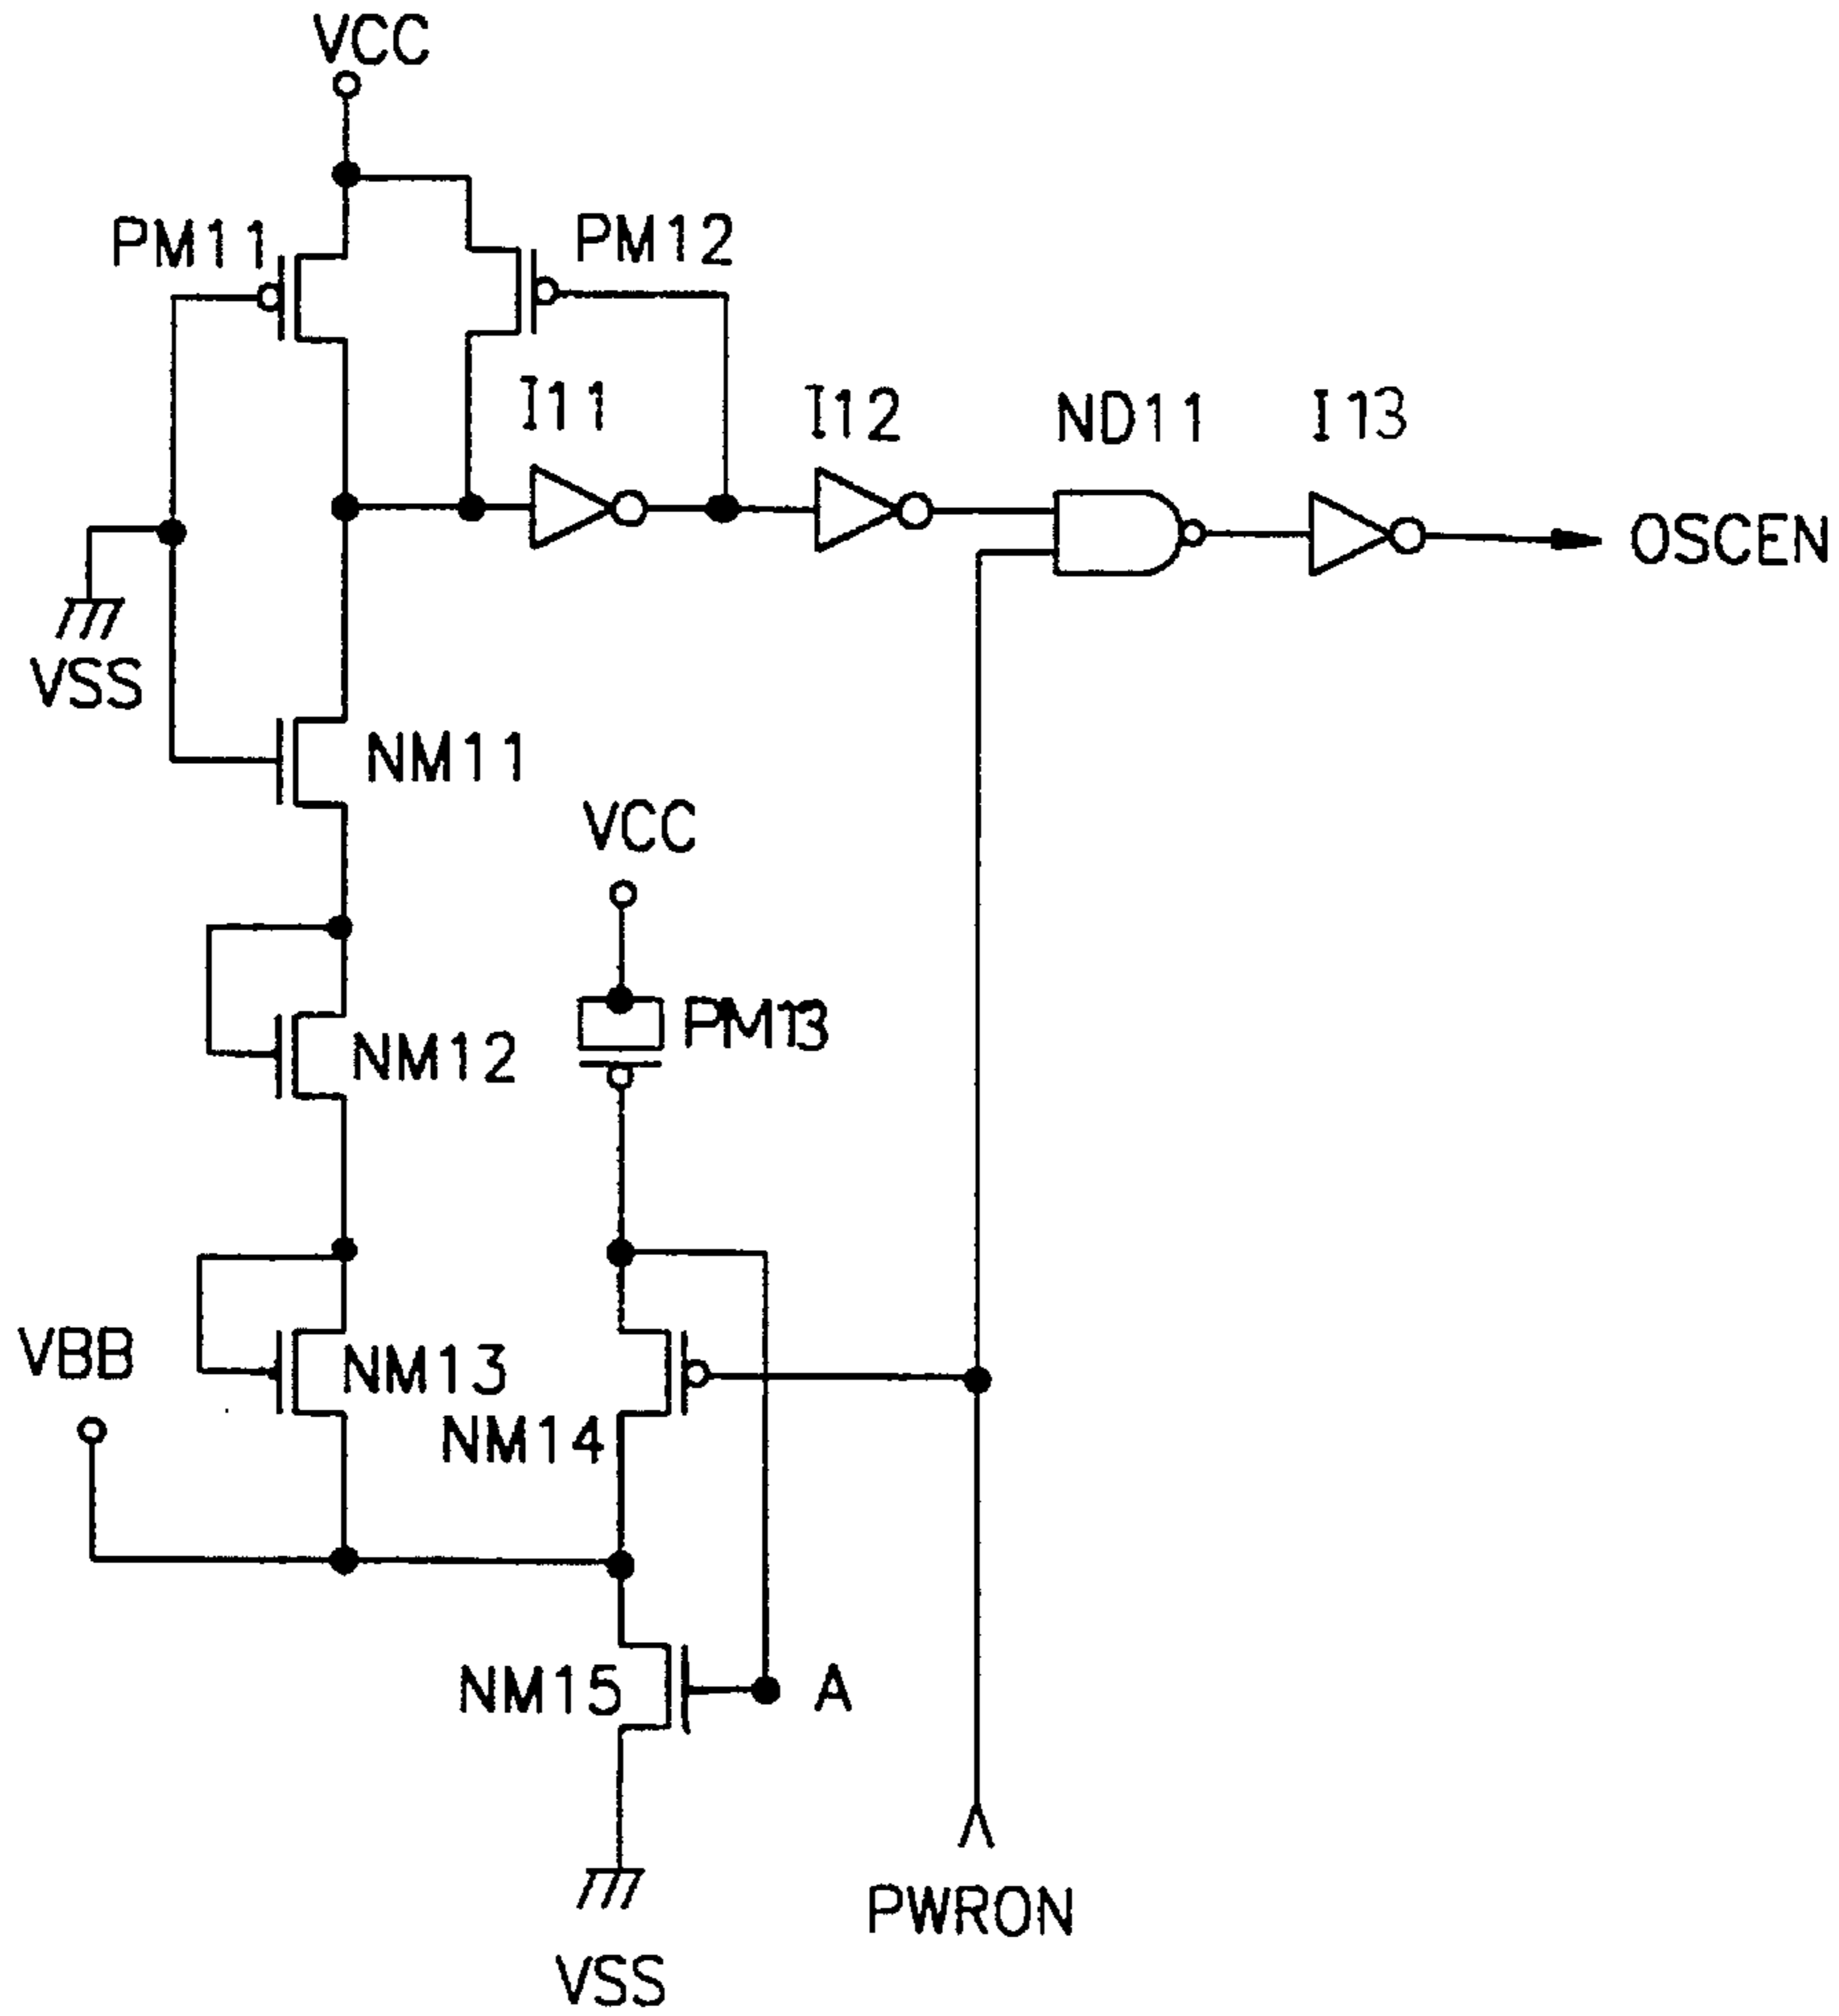 VCC
PM11
PM12
I11
I12
ND11
I13
OSCEN
VSS
NM11
VCC
PM13
NM12
VBB
NM13
NM14
NM15
A
PWRON
VSS